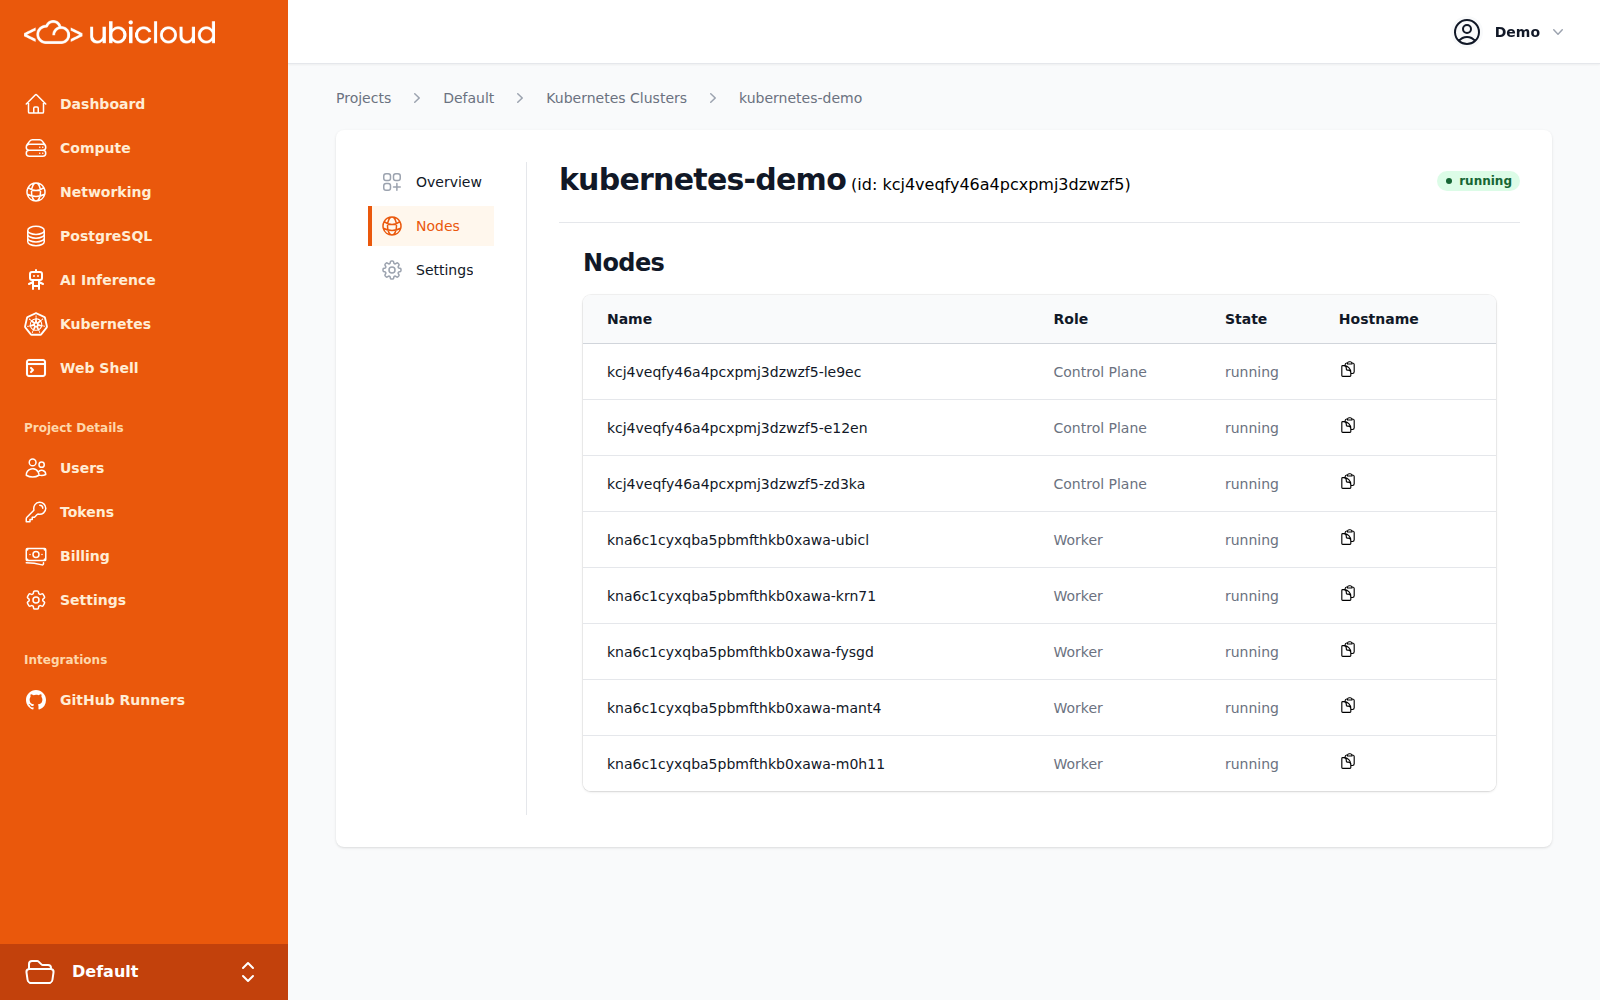 ubicloud
Demo
Dashboard
Compute
Networking
PostgreSQL
AI Inference
Kubernetes
Web Shell
Project Details
Users
Tokens
Billing
Settings
Integrations
GitHub Runners
Default
Projects > Default > Kubernetes Clusters > kubernetes-demo
Overview
Nodes
Settings
kubernetes-demo (id: kcj4veqfy46a4pcxpmj3dzwzf5)
running
Nodes
Name Role State Hostname
kcj4veqfy46a4pcxpmj3dzwzf5-le9ec Control Plane running
kcj4veqfy46a4pcxpmj3dzwzf5-e12en Control Plane running
kcj4veqfy46a4pcxpmj3dzwzf5-zd3ka Control Plane running
kna6c1cyxqba5pbmfthkb0xawa-ubicl Worker running
kna6c1cyxqba5pbmfthkb0xawa-krn71 Worker running
kna6c1cyxqba5pbmfthkb0xawa-fysgd Worker running
kna6c1cyxqba5pbmfthkb0xawa-mant4 Worker running
kna6c1cyxqba5pbmfthkb0xawa-m0h11 Worker running